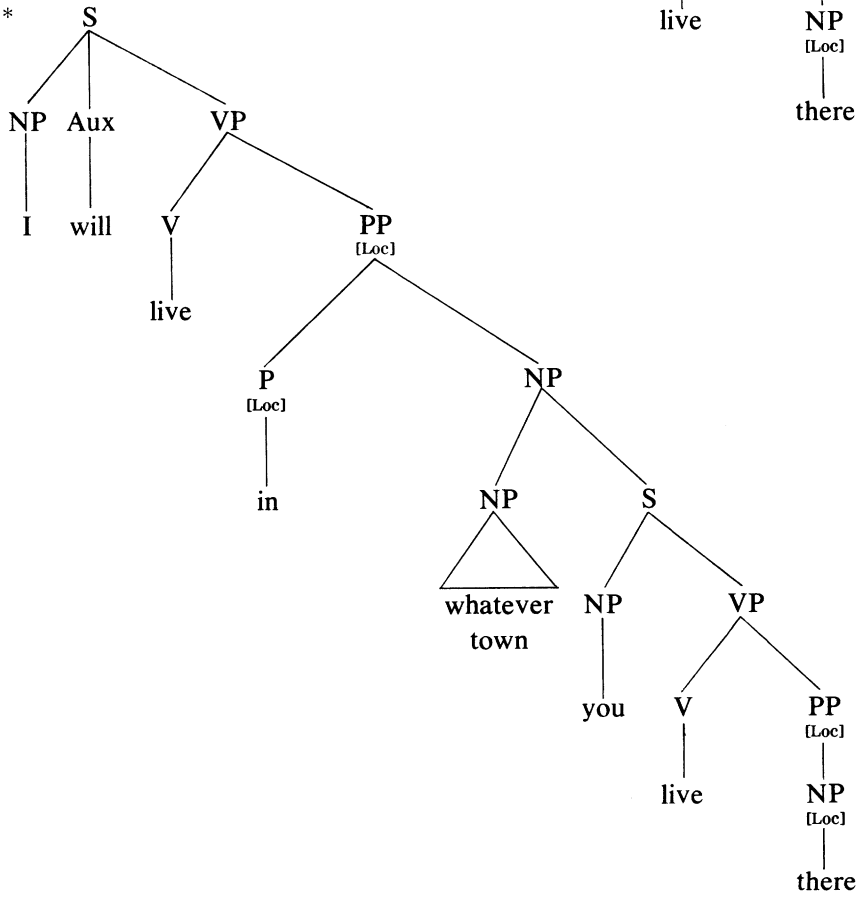 * S live NP
[Loc]
NP Aux VP there
I will V PP
[Loc]
live
P NP
[Loc]
in NP S
whatever NP VP
town
you V PP
[Loc]
live NP
[Loc]
there